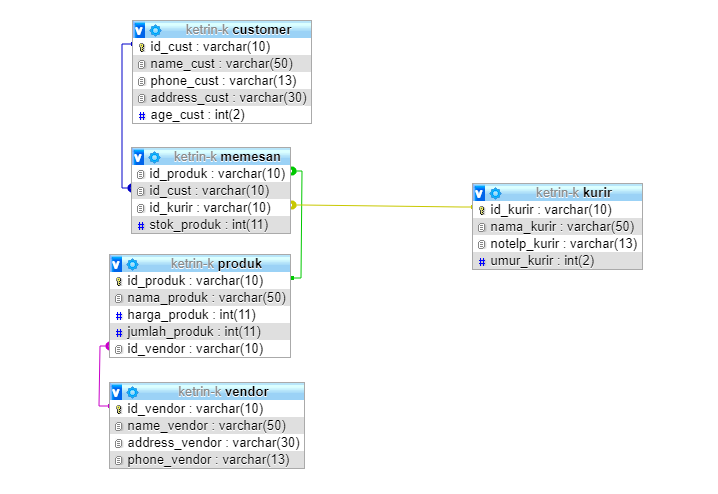 ketrin-k customer
id_cust : varchar(10)
name_cust : varchar(50)
phone_cust : varchar(13)
address_cust : varchar(30)
# age_cust : int(2)
ketrin-k memesan
id_produk : varchar(10)
id_cust : varchar(10)
id_kurir : varchar(10)
# stok_produk : int(11)
ketrin-k kurir
id_kurir : varchar(10)
nama_kurir : varchar(50)
notelp_kurir : varchar(13)
# umur_kurir : int(2)
ketrin-k produk
id_produk : varchar(10)
nama_produk : varchar(50)
# harga_produk : int(11)
# jumlah_produk : int(11)
id_vendor : varchar(10)
ketrin-k vendor
id_vendor : varchar(10)
name_vendor : varchar(50)
address_vendor : varchar(30)
phone_vendor : varchar(13)